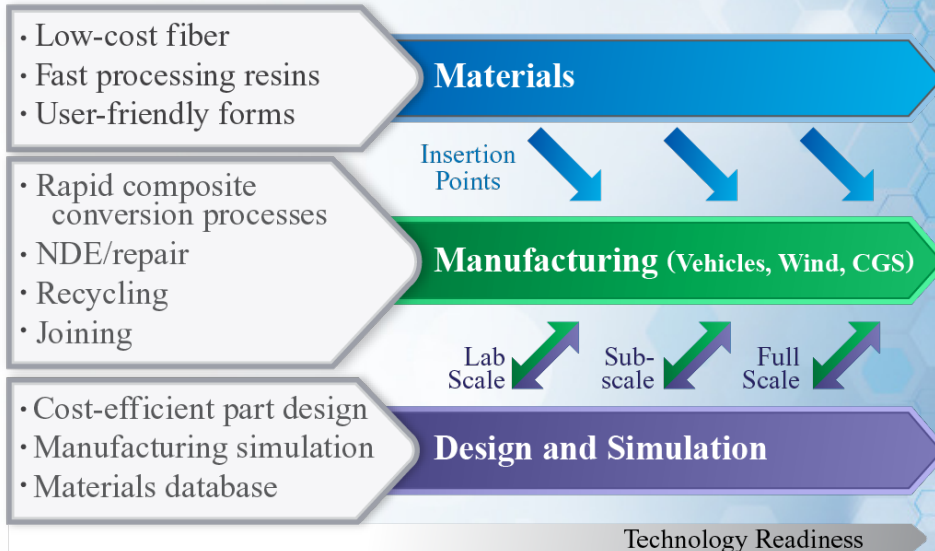 · Low-cost fiber
· Fast processing resins
· User-friendly forms
Materials
Insertion
Points
· Rapid composite
conversion processes
· NDE/repair
· Recycling
· Joining
Manufacturing (Vehicles, Wind, CGS)
Lab
Scale
Sub-
scale
Full
Scale
· Cost-efficient part design
· Manufacturing simulation
· Materials database
Design and Simulation
Technology Readiness